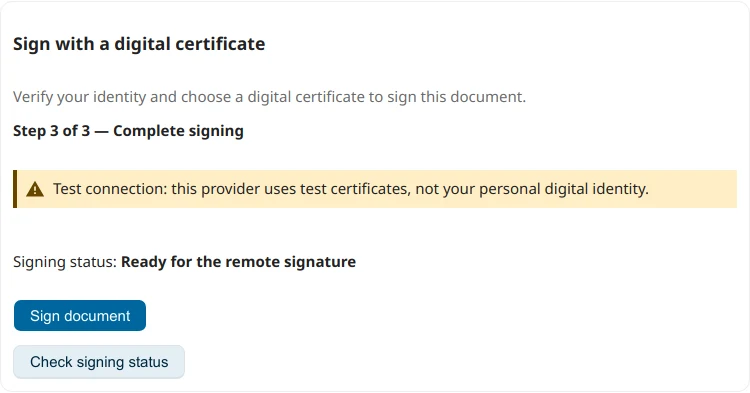 Sign with a digital certificate
Verify your identity and choose a digital certificate to sign this document.
Step 3 of 3 — Complete signing
Test connection: this provider uses test certificates, not your personal digital identity.
Signing status: Ready for the remote signature
Sign document
Check signing status